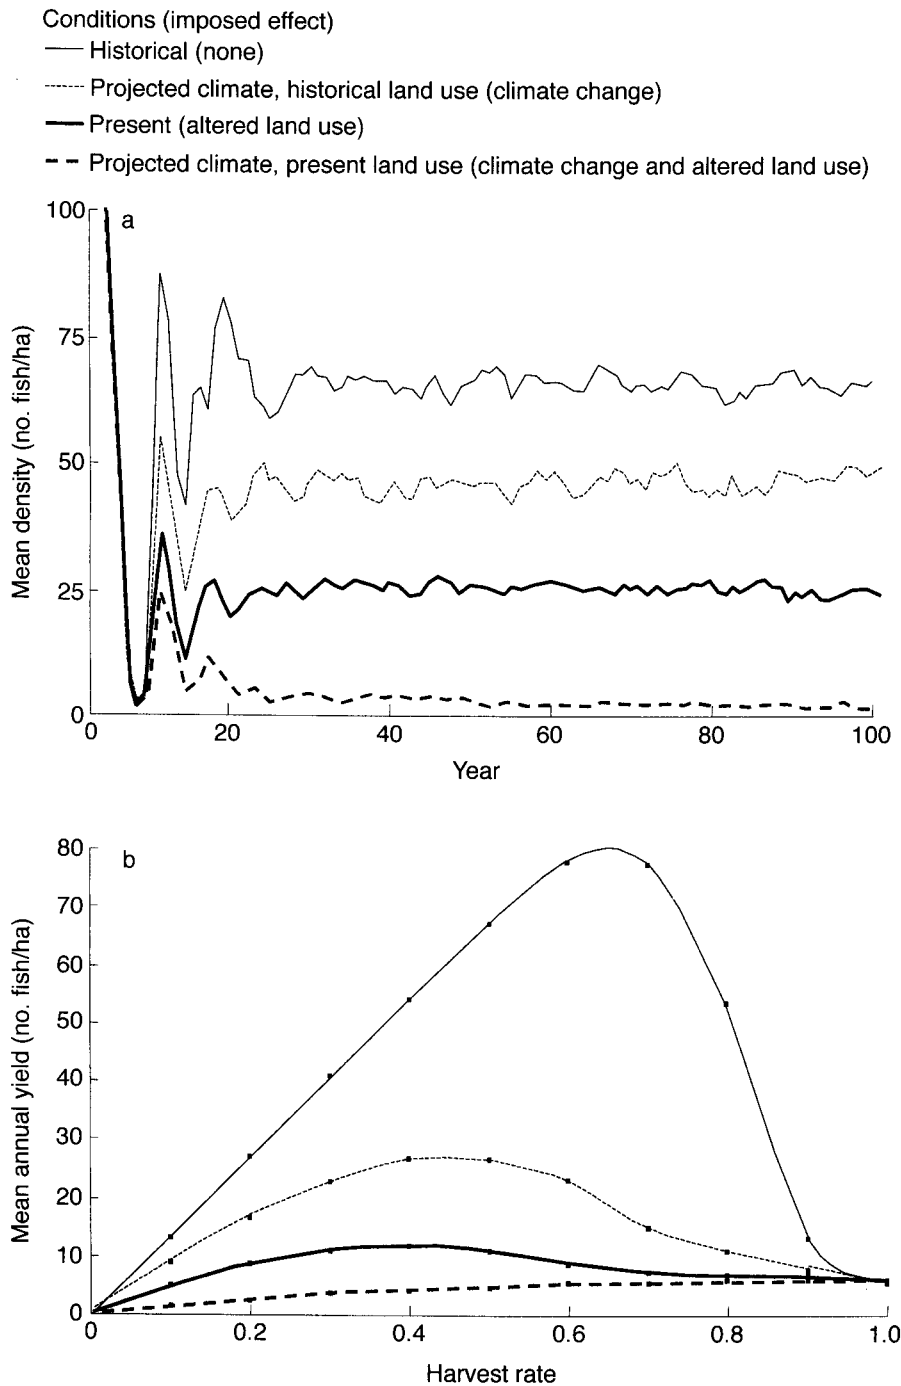 Conditions (imposed effect)
Historical (none)
Projected climate, historical land use (climate change)
Present (altered land use)
Projected climate, present land use (climate change and altered land use)
a
100
75
50
25
0
Mean density (no. fish/ha)
0 20 40 60 80 100
Year
b
80
70
60
50
40
30
20
10
0
Mean annual yield (no. fish/ha)
0 0.2 0.4 0.6 0.8 1.0
Harvest rate